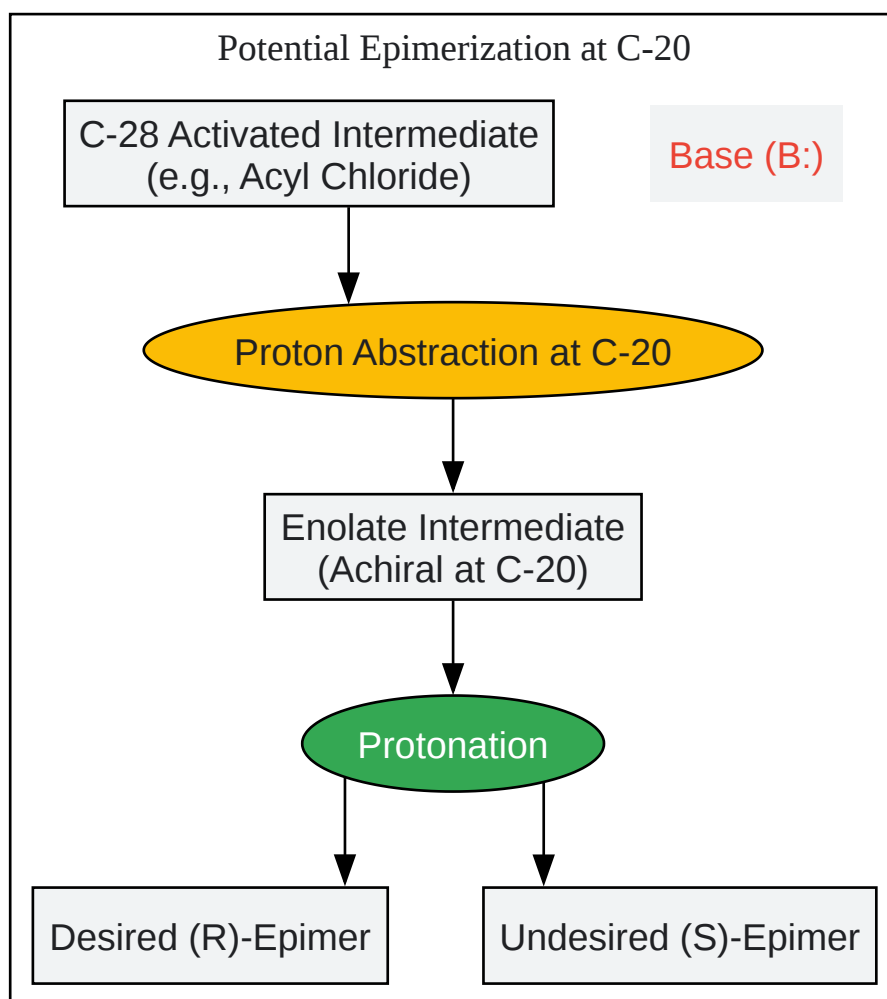 Potential Epimerization at C-20
C-28 Activated Intermediate
(e.g., Acyl Chloride)
Base (B:)
Proton Abstraction at C-20
Enolate Intermediate
(Achiral at C-20)
Protonation
Desired (R)-Epimer
Undesired (S)-Epimer